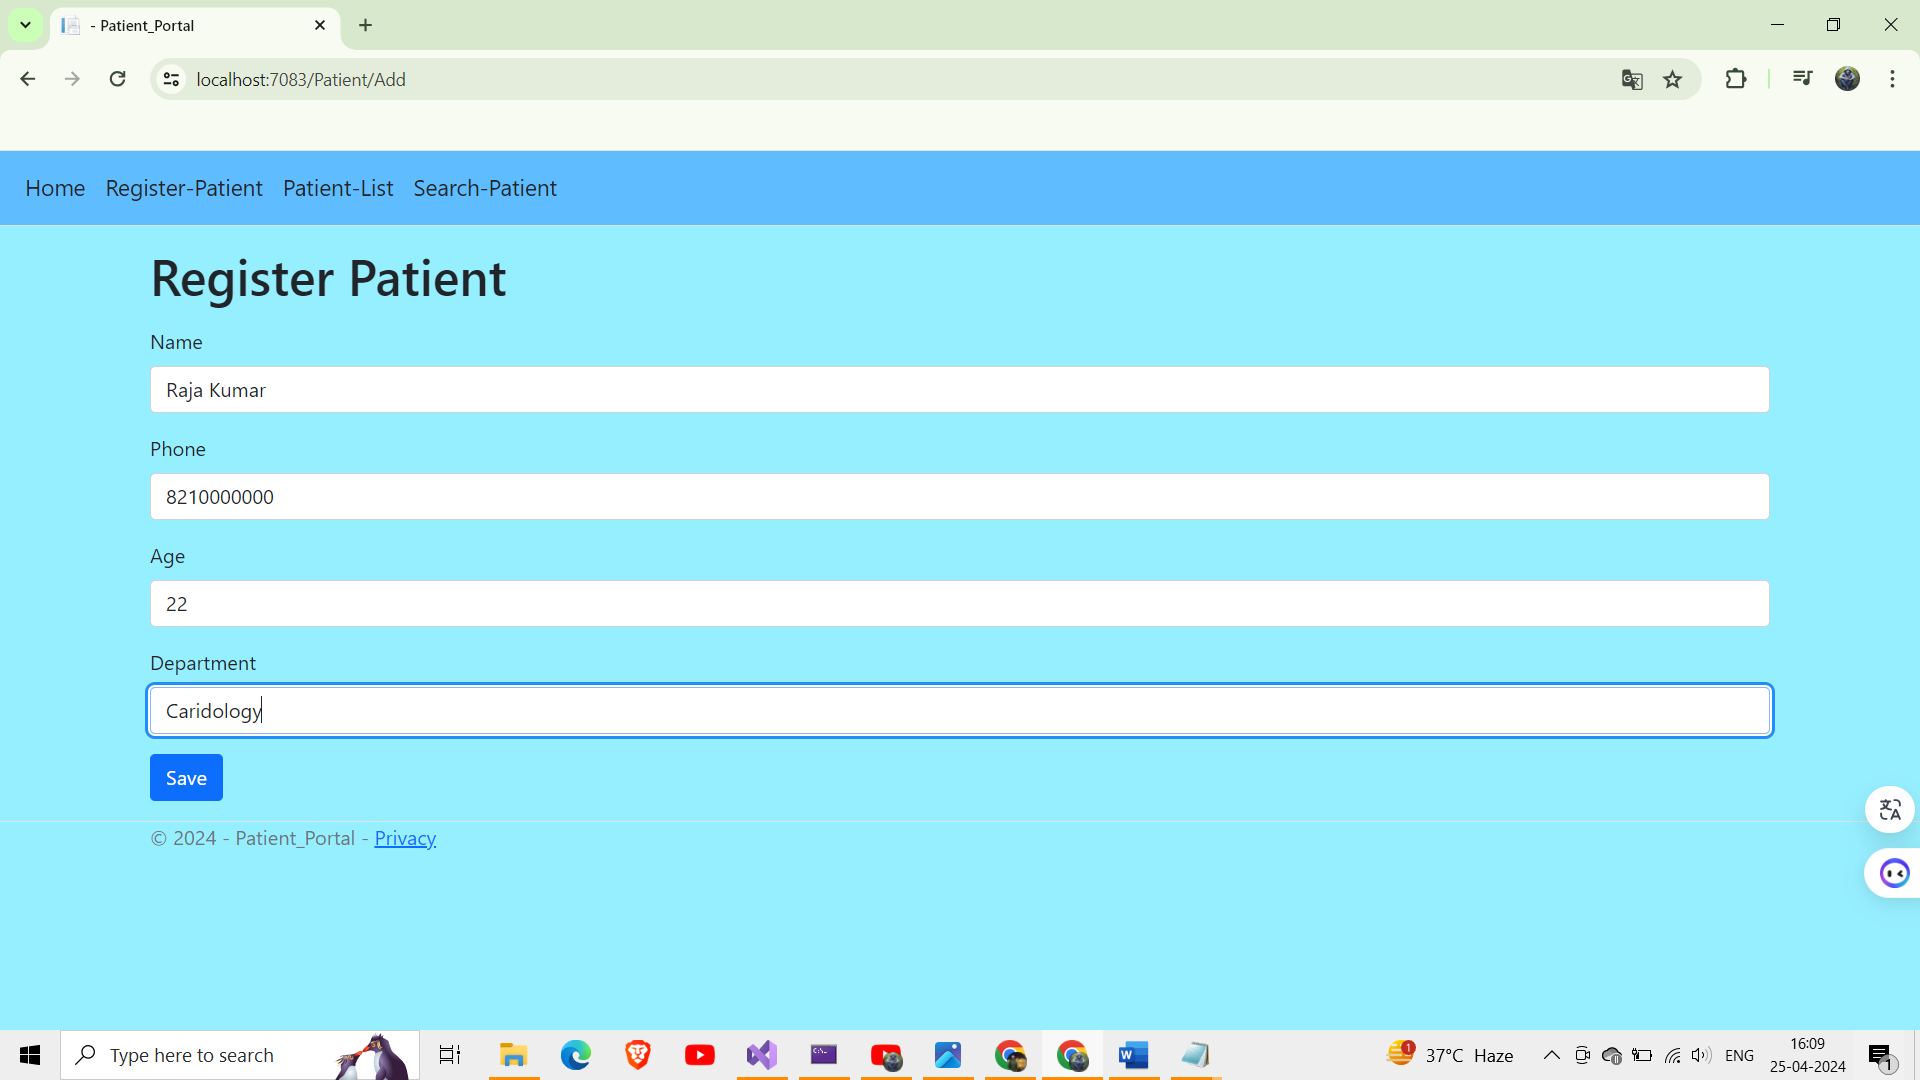 - Patient_Portal
localhost:7083/Patient/Add
Home Register-Patient Patient-List Search-Patient
Register Patient
Name
Raja Kumar
Phone
8210000000
Age
22
Department
Caridology
Save
© 2024 - Patient_Portal - Privacy
Type here to search
1
37°C Haze
ENG
16:09
25-04-2024
1